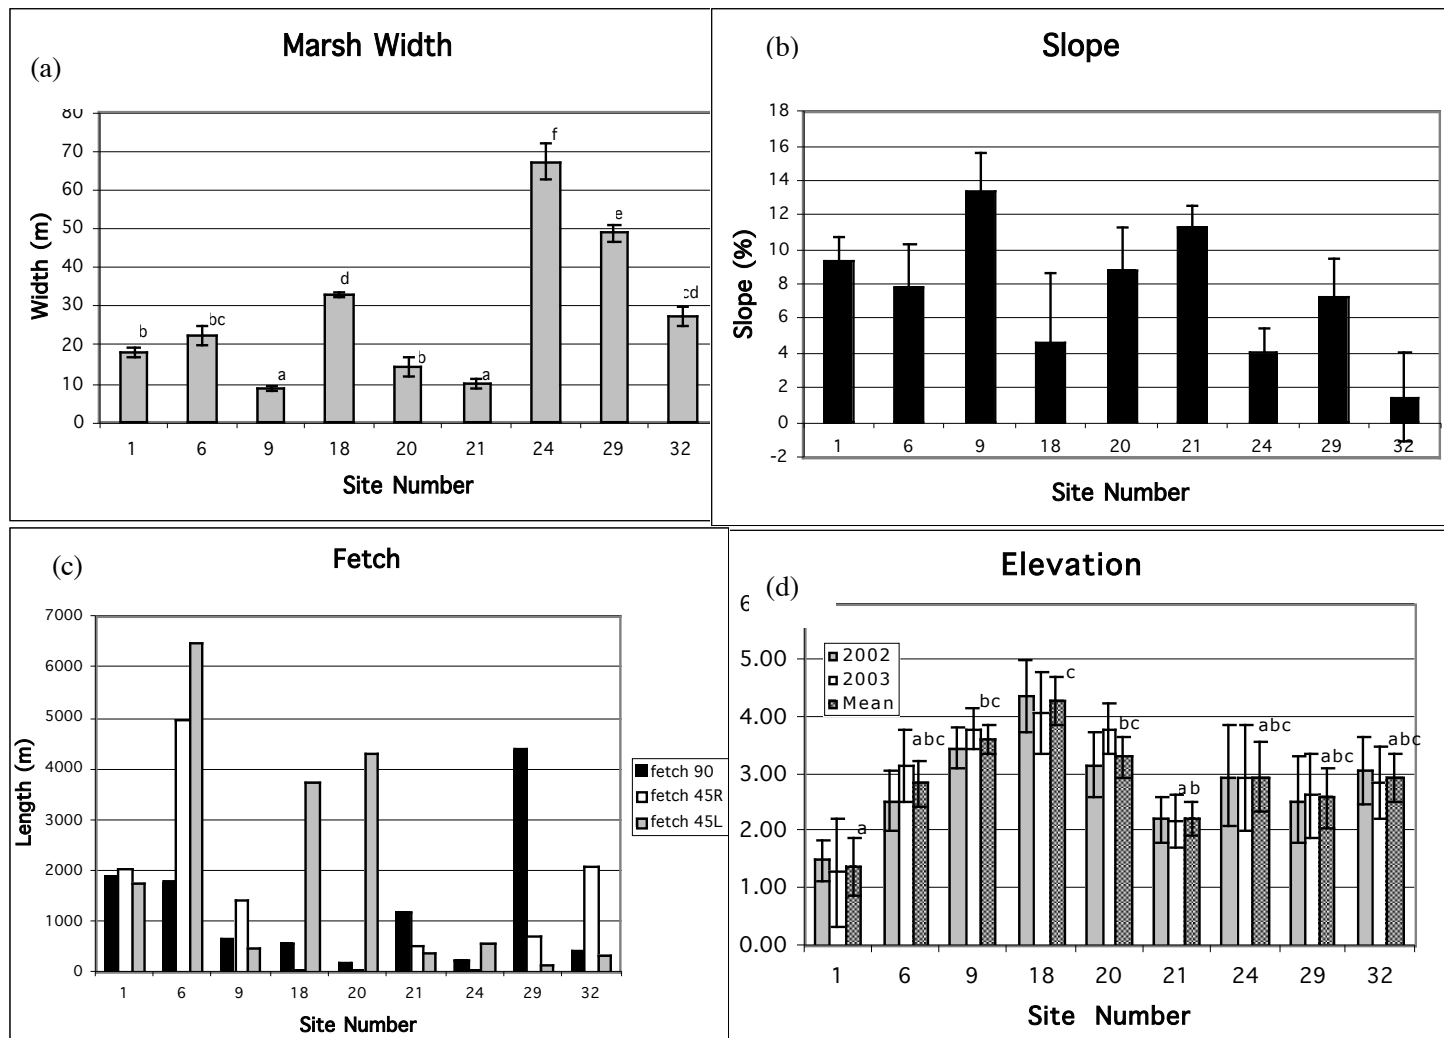 (a)
Marsh Width
80
70
60
50
40
30
20
10
0
Width (m)
b
bc
a
d
b
a
f
e
cd
1 6 9 18 20 21 24 29 32
Site Number
(b)
Slope
18
16
14
12
10
8
6
4
2
0
-2
Slope (%)
1 6 9 18 20 21 24 29 32
Site Number
(c)
Fetch
7000
6000
5000
4000
3000
2000
1000
0
Length (m)
fetch 90
fetch 45R
fetch 45L
1 6 9 18 20 21 24 29 32
Site Number
(d)
Elevation
6
5.00
4.00
3.00
2.00
1.00
0.00
2002
2003
Mean
a
abc
bc
c
bc
ab
abc
abc
abc
1 6 9 18 20 21 24 29 32
Site Number